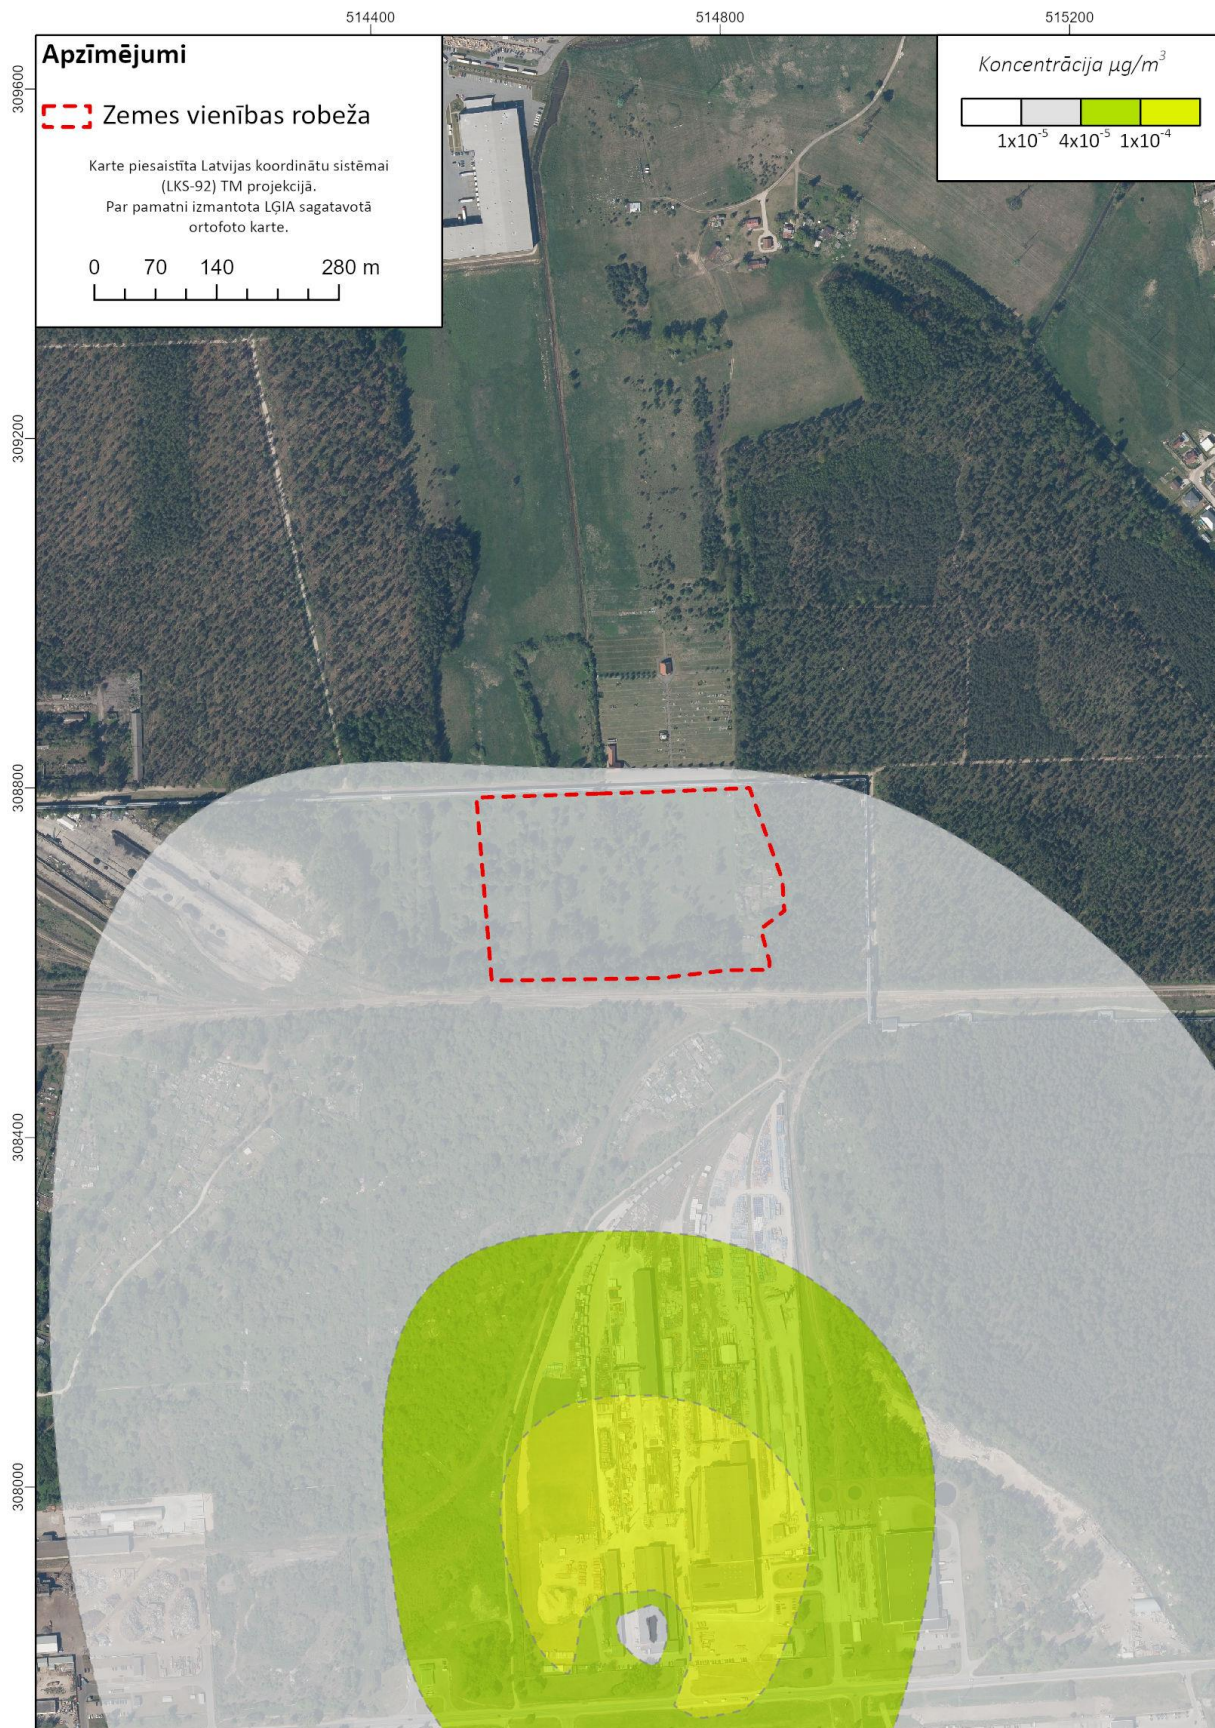 514400
514800
515200
Apzīmējumi
Zemes vienības robeža
Karte piesaistīta Latvijas koordinātu sistēmai
(LKS-92) TM projekcijā.
Par pamatni izmantota LĢIA sagatavotā
ortofoto karte.
0 70 140 280 m
Koncentrācija µg/m³
1x10⁻⁵ 4x10⁻⁵ 1x10⁻⁴
309600
309200
308800
308400
308000